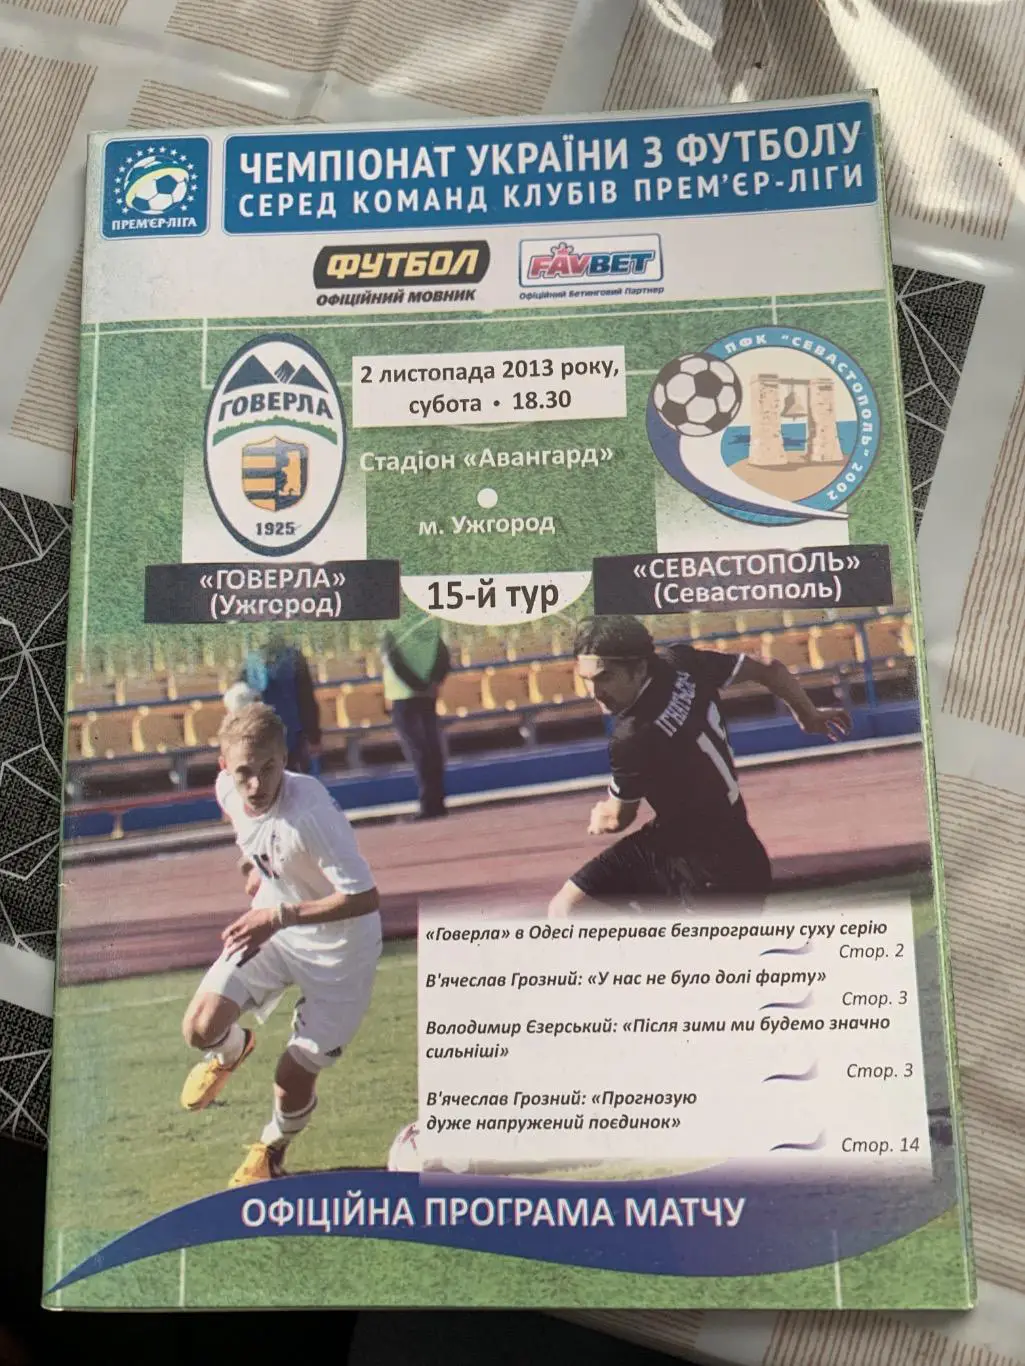 ЧЕМПІОНАТ УКРАЇНИ З ФУТБОЛУ
СЕРЕД КОМАНД КЛУБІВ ПРЕМ'ЄР-ЛІГИ
ПРЕМ'ЄР-ЛІГА
ФУТБОЛ
ОФІЦІЙНИЙ МОВНИК
FAVBET
Офіційний Бетинговий Партнер
2 листопада 2013 року,
субота • 18.30
Стадіон «Авангард»
м. Ужгород
ГОВЕРЛА
1925
ПФК "СЕВАСТОПОЛЬ" 2002
«ГОВЕРЛА»
(Ужгород)
15-й тур
«СЕВАСТОПОЛЬ»
(Севастополь)
«Говерла» в Одесі перериває безпрограшну суху серію
Стор. 2
В'ячеслав Грозний: «У нас не було долі фарту»
Стор. 3
Володимир Єзерський: «Після зими ми будемо значно
сильніші»
Стор. 3
В'ячеслав Грозний: «Прогнозую
дуже напружений поєдинок»
Стор. 14
ОФІЦІЙНА ПРОГРАМА МАТЧУ